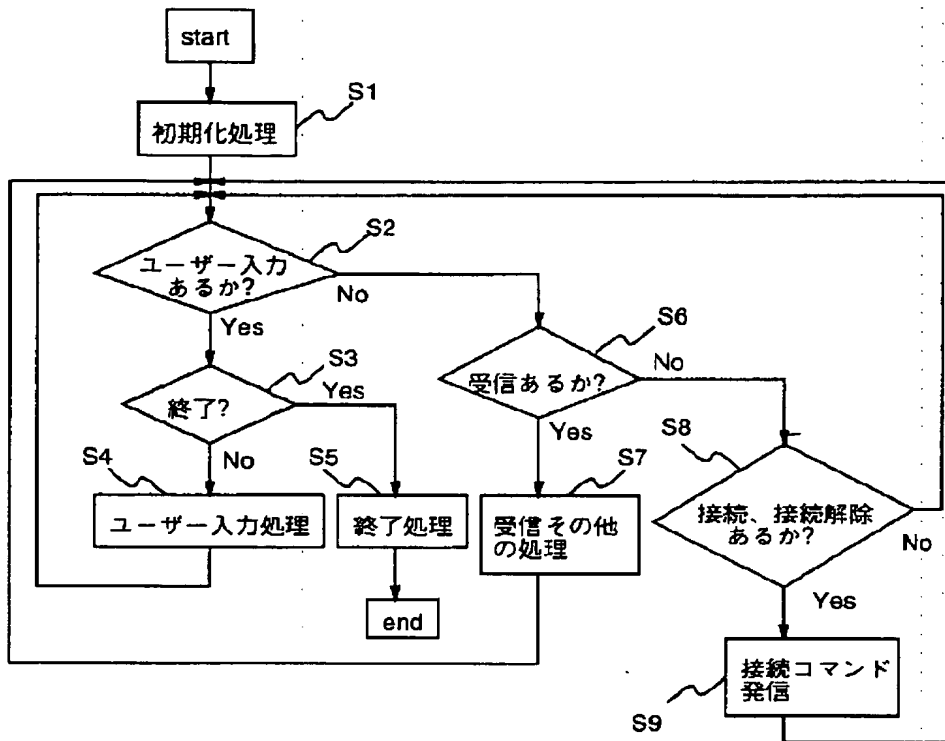 start
S1
初期化処理
S2
ユーザー入力
あるか?
No
Yes
S6
S3
受信あるか?
No
Yes
終了?
Yes
S8
No
S4
S5
S7
ユーザー入力処理
終了処理
受信その他
の処理
接続、接続解除
あるか?
No
Yes
end
接続コマンド
発信
S9